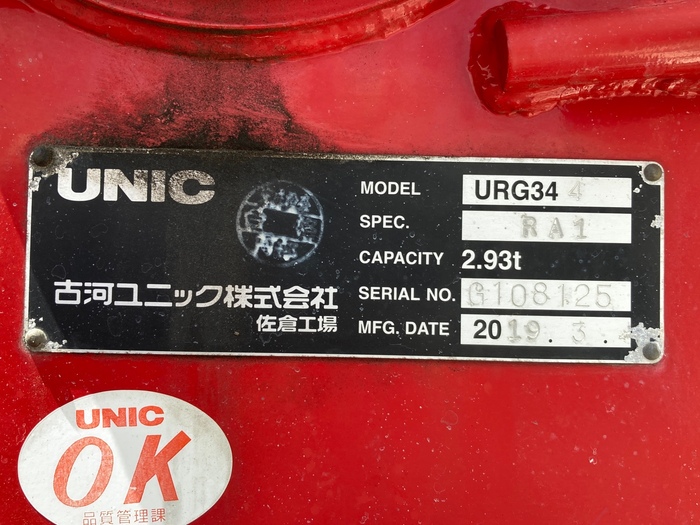 UNIC
MODEL URG344
SPEC. RA1
CAPACITY 2.93t
古河ユニック株式会社 SERIAL NO. G108125
佐倉工場 MFG. DATE 2019.3.
UNIC
OK
品質管理課